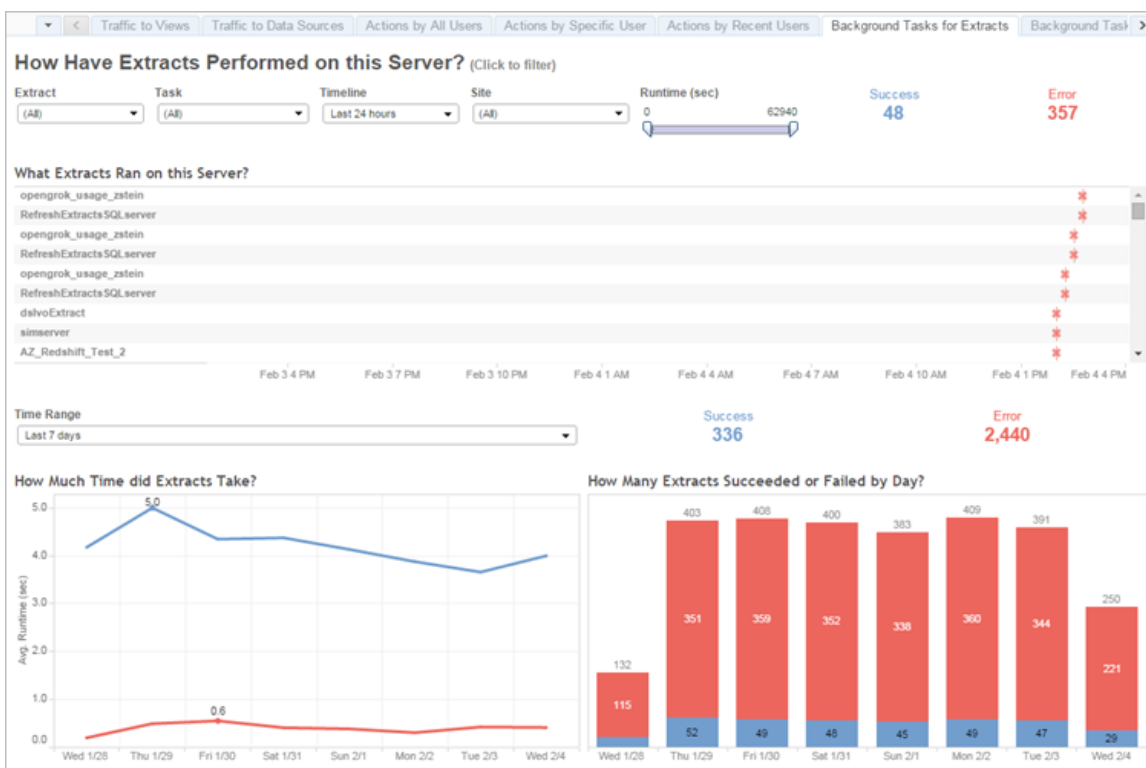 Traffic to Views Traffic to Data Sources Actions by All Users Actions by Specific User Actions by Recent Users Background Tasks for Extracts Background Task
How Have Extracts Performed on this Server? (Click to filter)
Extract Task Timeline Site Runtime (sec) Success Error
(All) (All) Last 24 hours (All) 0 62940 48 357
What Extracts Ran on this Server?
opengrok_usage_zstein
RefreshExtractsSQLserver
opengrok_usage_zstein
RefreshExtractsSQLserver
opengrok_usage_zstein
RefreshExtractsSQLserver
dslvoExtract
simserver
AZ_Redshift_Test_2
Feb 3 4 PM Feb 3 7 PM Feb 3 10 PM Feb 4 1 AM Feb 4 4 AM Feb 4 7 AM Feb 4 10 AM Feb 4 1 PM Feb 4 4 PM
Time Range Success Error
Last 7 days 336 2,440
How Much Time did Extracts Take?
Avg. Runtime (sec)
5.0
4.0
3.0
2.0
1.0
0.0
5.0
0.6
Wed 1/28 Thu 1/29 Fri 1/30 Sat 1/31 Sun 2/1 Mon 2/2 Tue 2/3 Wed 2/4
How Many Extracts Succeeded or Failed by Day?
132 403 408 400 383 409 391 250
115 351 359 352 338 360 344 221
52 49 48 45 49 47 29
Wed 1/28 Thu 1/29 Fri 1/30 Sat 1/31 Sun 2/1 Mon 2/2 Tue 2/3 Wed 2/4